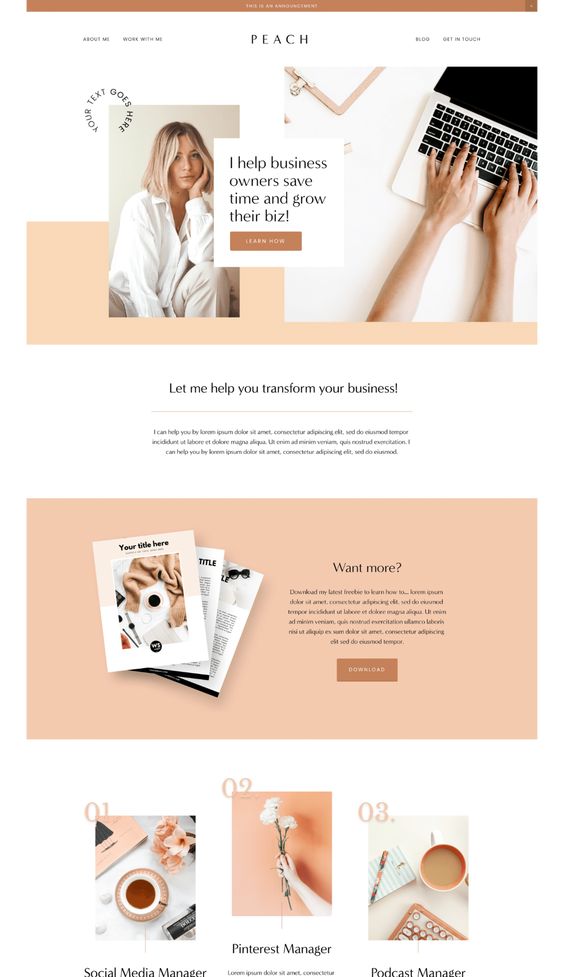 THIS IS AN ANNOUNCEMENT
ABOUT ME
WORK WITH ME
PEACH
BLOG
GET IN TOUCH
YOUR TEXT GOES HERE
I help business
owners save
time and grow
their biz!
LEARN HOW
Let me help you transform your business!
I can help you by lorem ipsum dolor sit amet, consectetur adipiscing elit, sed do eiusmod tempor
incididunt ut labore et dolore magna aliqua. Ut enim ad minim veniam, quis nostrud exercitation. I
can help you by lorem ipsum dolor sit amet, consectetur adipiscing elit, sed do eiusmod.
Your title here
TITLE
Want more?
Download my latest freebie to learn how to... lorem ipsum
dolor sit amet, consectetur adipiscing elit, sed do eiusmod
tempor incididunt ut labore et dolore magna aliqua. Ut enim
ad minim veniam, quis nostrud exercitation ullamco laboris
nisi ut aliquip ex sum dolor sit amet, consectetur adipiscing
elit sed do eiusmod tempor.
DOWNLOAD
01.
02.
03.
Social Media Manager
Pinterest Manager
Lorem ipsum dolor sit amet, consectetur
Podcast Manager